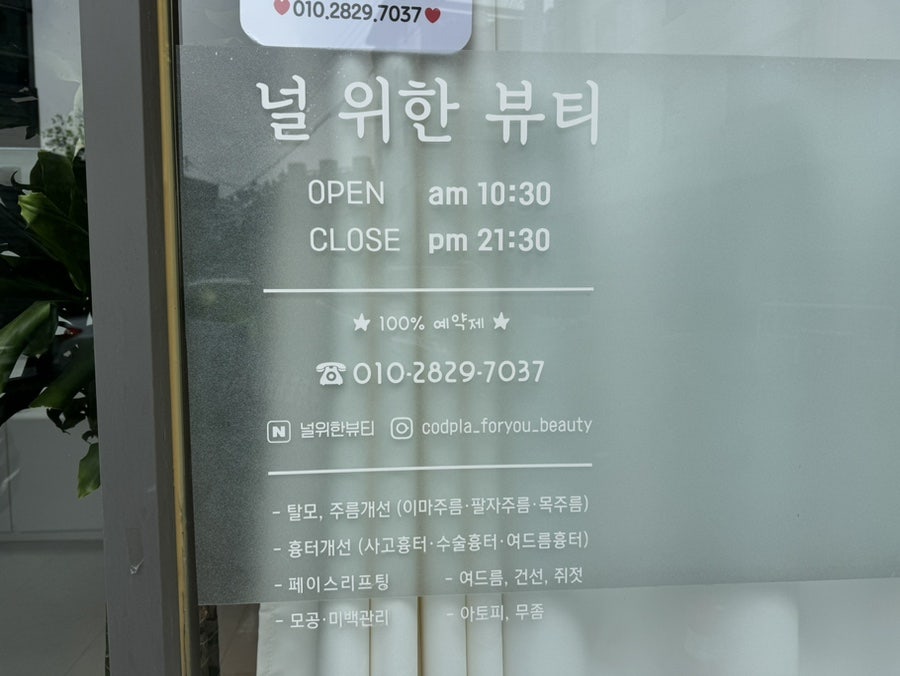 ♥010.2829.7037♥
널 위한 뷰티
OPEN am 10:30
CLOSE pm 21:30
★ 100% 예약제 ★
☎010-2829-7037
N 널위한뷰티 codpla_foryou_beauty
- 탈모, 주름개선 (이마주름·팔자주름·목주름)
- 흉터개선 (사고흉터·수술흉터·여드름흉터)
- 페이스리프팅 - 여드름, 건선, 쥐젓
- 모공·미백관리 - 아토피, 무좀